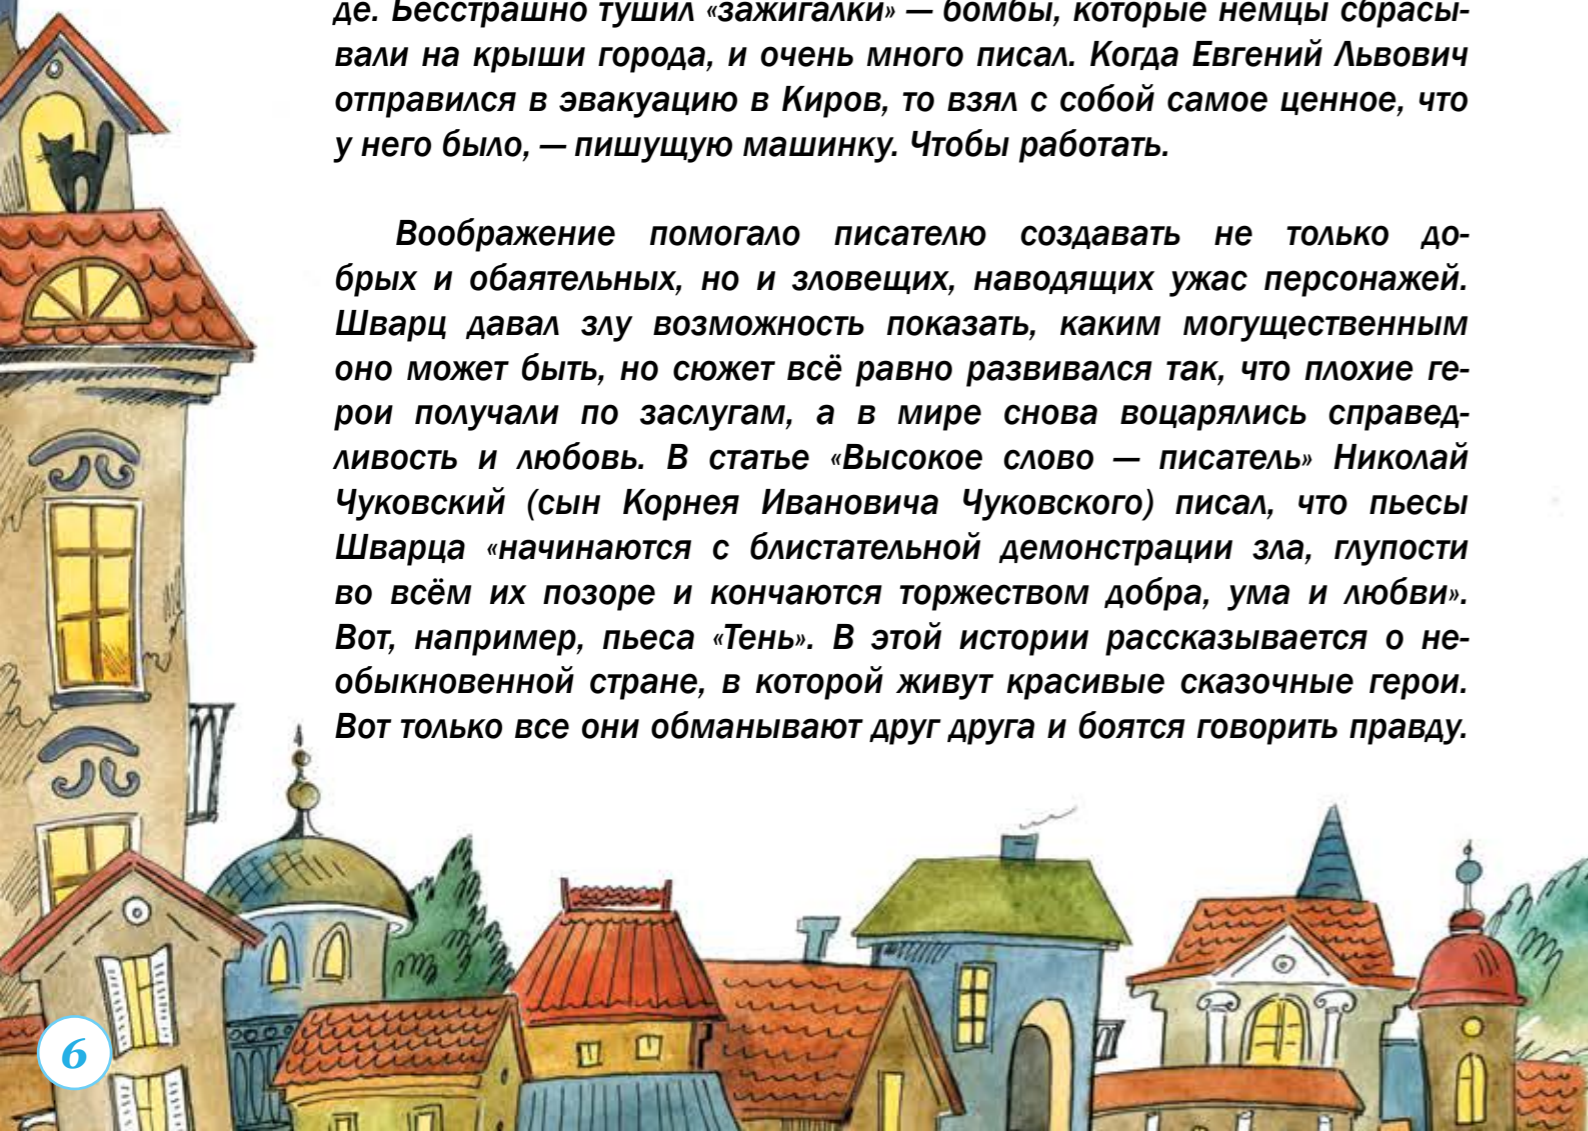 де. Бесстрашно тушил «зажигалки» — бомбы, которые немцы сбрасы-
вали на крыши города, и очень много писал. Когда Евгений Львович
отправился в эвакуацию в Киров, то взял с собой самое ценное, что
у него было, — пишущую машинку. Чтобы работать.
Воображение помогало писателю создавать не только до-
брых и обаятельных, но и зловещих, наводящих ужас персонажей.
Шварц давал злу возможность показать, каким могущественным
оно может быть, но сюжет всё равно развивался так, что плохие ге-
рои получали по заслугам, а в мире снова воцарялись справед-
ливость и любовь. В статье «Высокое слово — писатель» Николай
Чуковский (сын Корнея Ивановича Чуковского) писал, что пьесы
Шварца «начинаются с блистательной демонстрации зла, глупости
во всём их позоре и кончаются торжеством добра, ума и любви».
Вот, например, пьеса «Тень». В этой истории рассказывается о не-
обыкновенной стране, в которой живут красивые сказочные герои.
Вот только все они обманывают друг друга и боятся говорить правду.
6